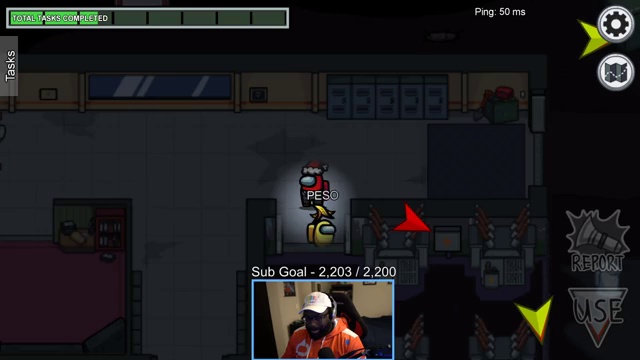 TOTAL TASKS COMPLETED
Ping: 50 ms
Tasks
PESO
REPORT
USE
Sub Goal - 2,203 / 2,200